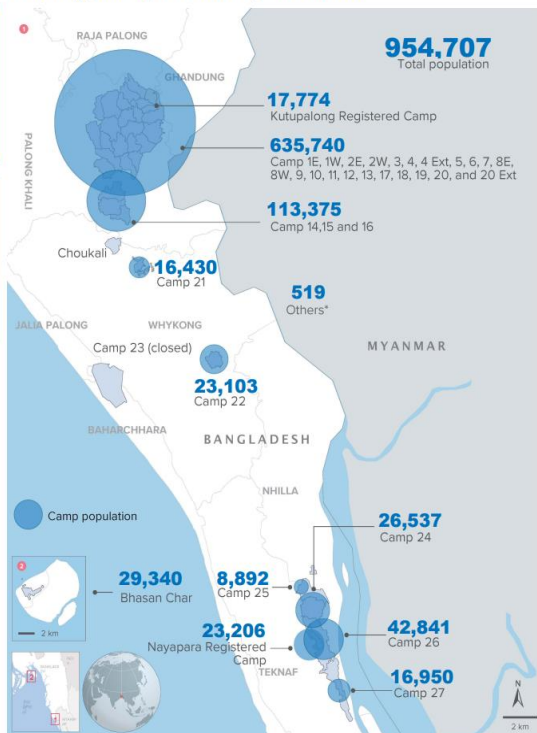 1
RAJA PALONG
954,707
Total population
GHANDUNG
17,774
Kutupalong Registered Camp
PALONG KHALI
635,740
Camp 1E, 1W, 2E, 2W, 3, 4, 4 Ext, 5, 6, 7, 8E,
8W, 9, 10, 11, 12, 13, 17, 18, 19, 20, and 20 Ext
113,375
Camp 14,15 and 16
Choukali
16,430
Camp 21
519
Others*
JALIA PALONG
WHYKONG
Camp 23 (closed)
MYANMAR
23,103
Camp 22
BAHARCHHARA
BANGLADESH
NHILLA
Camp population
26,537
Camp 24
2
29,340
Bhasan Char
8,892
Camp 25
2 km
23,206
Nayapara Registered
Camp
42,841
Camp 26
TEKNAF
16,950
Camp 27
2
1
N
2 km